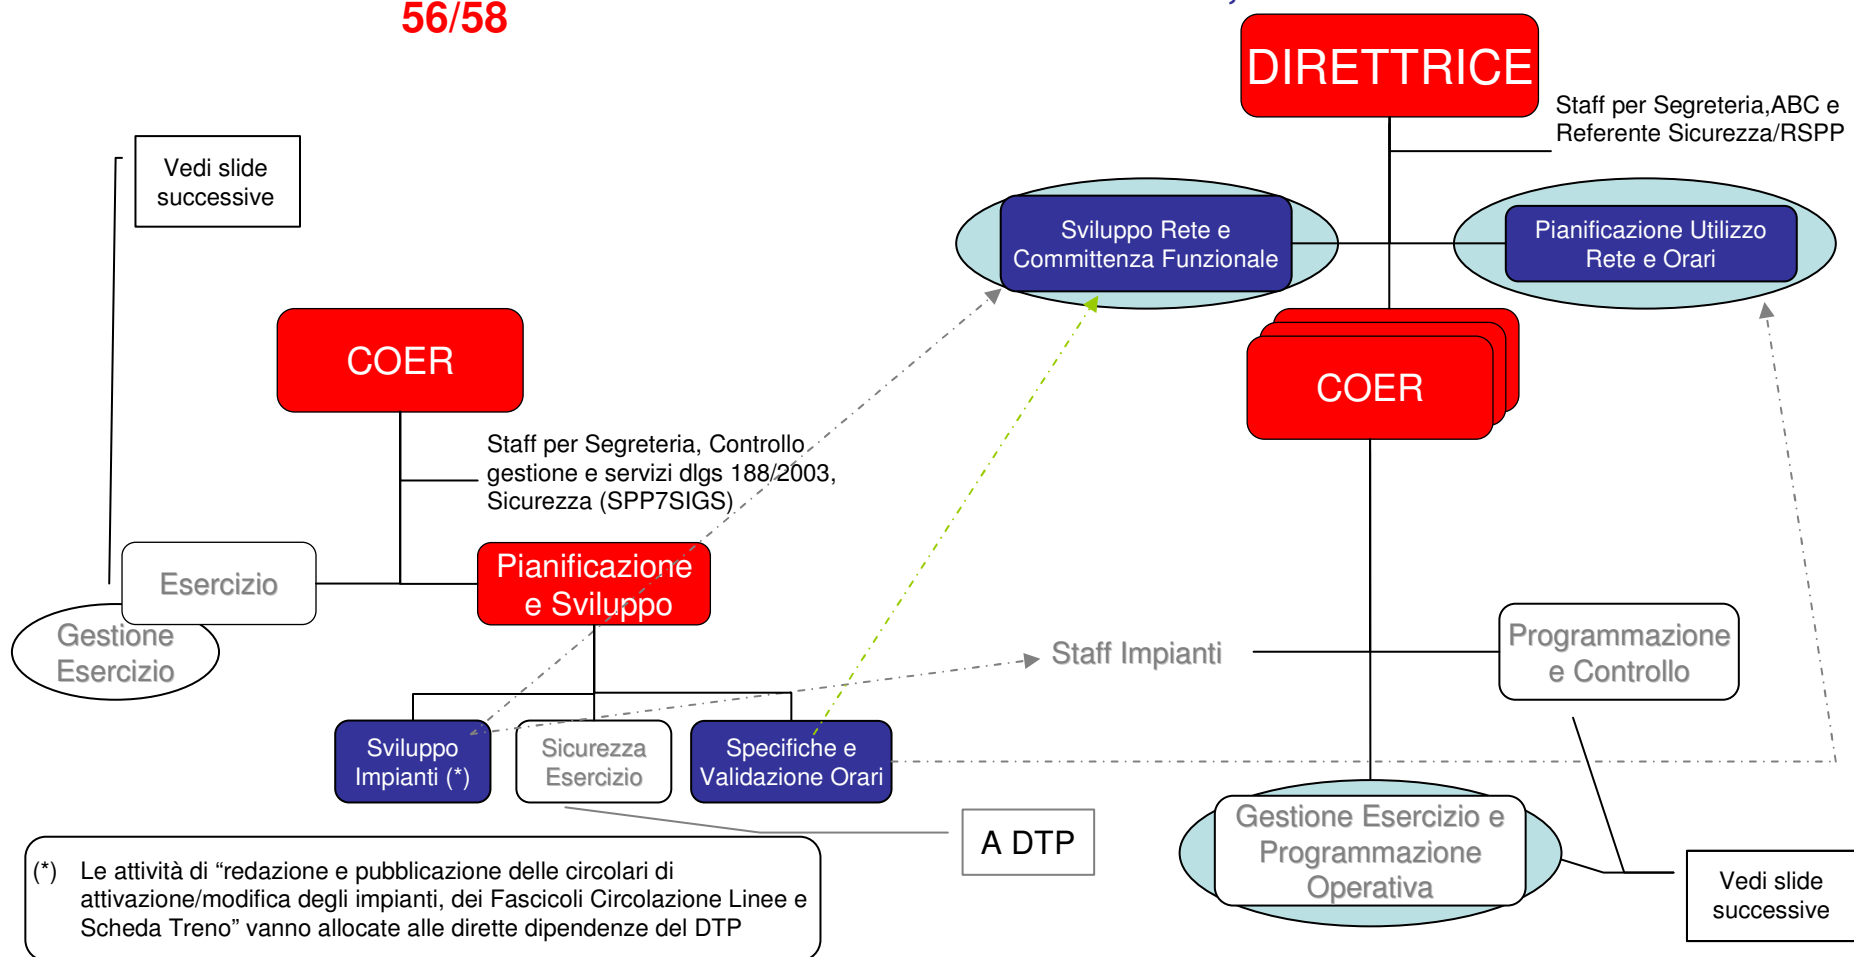 56/58
DIRETTRICE
Staff per Segreteria,ABC e
Referente Sicurezza/RSPP
Vedi slide
successive
Sviluppo Rete e
Committenza Funzionale
Pianificazione Utilizzo
Rete e Orari
COER
COER
Staff per Segreteria, Controllo
gestione e servizi dlgs 188/2003,
Sicurezza (SPP7SIGS)
Esercizio
Pianificazione
e Sviluppo
Gestione
Esercizio
Staff Impianti
Programmazione
e Controllo
Sviluppo
Impianti (*)
Sicurezza
Esercizio
Specifiche e
Validazione Orari
A DTP
Gestione Esercizio e
Programmazione
Operativa
Vedi slide
successive
(*) Le attività di “redazione e pubblicazione delle circolari di
attivazione/modifica degli impianti, dei Fascicoli Circolazione Linee e
Scheda Treno” vanno allocate alle dirette dipendenze del DTP